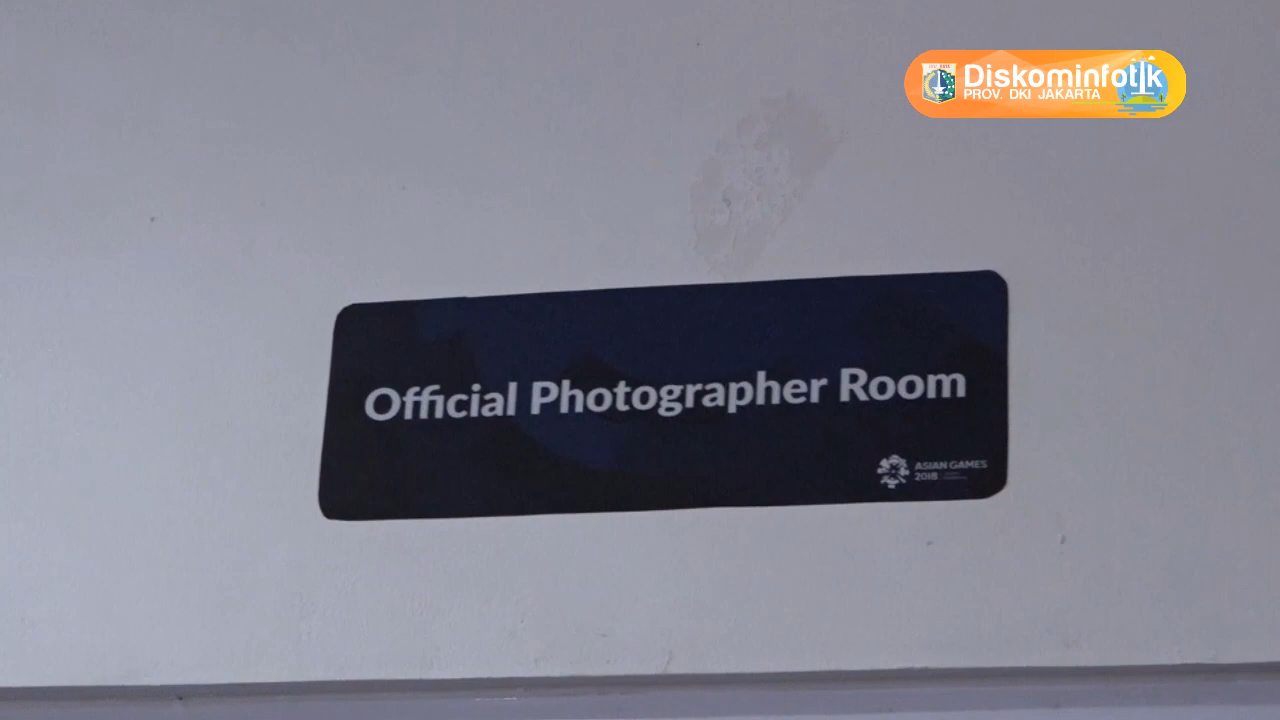 Diskominfotik
PROV. DKI JAKARTA
Official Photographer Room
ASIAN GAMES
2018